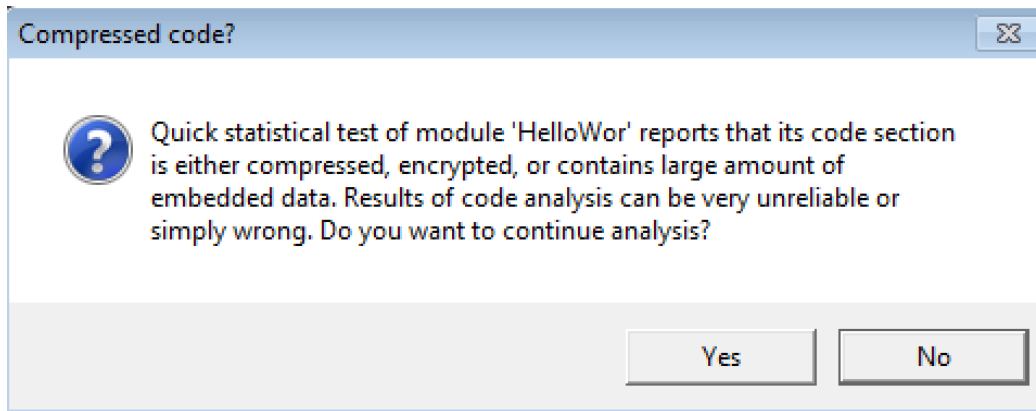 Compressed code?
Quick statistical test of module 'HelloWor' reports that its code section
is either compressed, encrypted, or contains large amount of
embedded data. Results of code analysis can be very unreliable or
simply wrong. Do you want to continue analysis?
Yes No